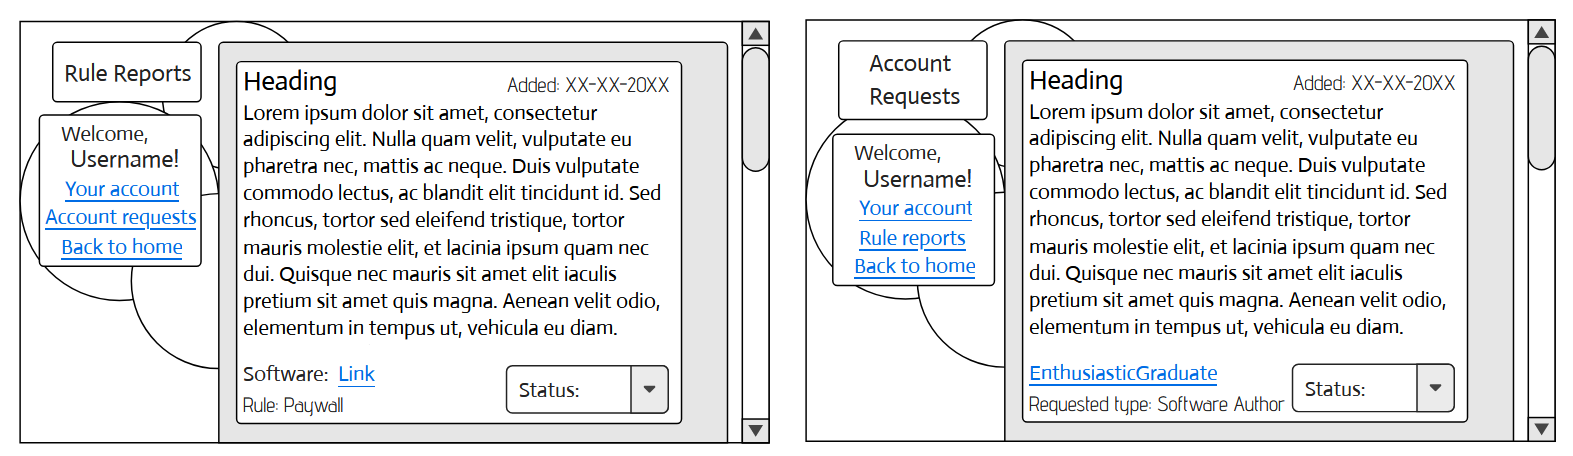 Rule Reports
Welcome,
Username!
Your account
Account requests
Back to home
Heading
Added: XX-XX-20XX
Lorem ipsum dolor sit amet, consectetur
adipiscing elit. Nulla quam velit, vulputate eu
pharetra nec, mattis ac neque. Duis vulputate
commodo lectus, ac blandit elit tincidunt id. Sed
rhoncus, tortor sed eleifend tristique, tortor
mauris molestie elit, et lacinia ipsum quam nec
dui. Quisque nec mauris sit amet elit iaculis
pretium sit amet quis magna. Aenean velit odio,
elementum in tempus ut, vehicula eu diam.
Software: Link
Rule: Paywall
Status:
Account
Requests
Welcome,
Username!
Your account
Rule reports
Back to home
Heading
Added: XX-XX-20XX
Lorem ipsum dolor sit amet, consectetur
adipiscing elit. Nulla quam velit, vulputate eu
pharetra nec, mattis ac neque. Duis vulputate
commodo lectus, ac blandit elit tincidunt id. Sed
rhoncus, tortor sed eleifend tristique, tortor
mauris molestie elit, et lacinia ipsum quam nec
dui. Quisque nec mauris sit amet elit iaculis
pretium sit amet quis magna. Aenean velit odio,
elementum in tempus ut, vehicula eu diam.
EnthusiasticGraduate
Requested type: Software Author
Status: